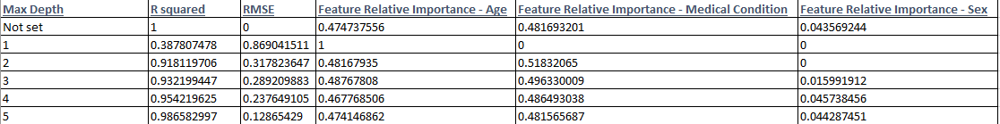 Max Depth R squared RMSE Feature Relative Importance - Age Feature Relative Importance - Medical Condition Feature Relative Importance - Sex
Not set 1 0 0.474737556 0.481693201 0.043569244
1 0.387807478 0.869041511 1 0 0
2 0.918119706 0.317823647 0.48167935 0.51832065 0
3 0.932199447 0.289209883 0.48767808 0.496330009 0.015991912
4 0.954219625 0.237649105 0.467768506 0.486493038 0.045738456
5 0.986582997 0.12865429 0.474146862 0.481565687 0.044287451